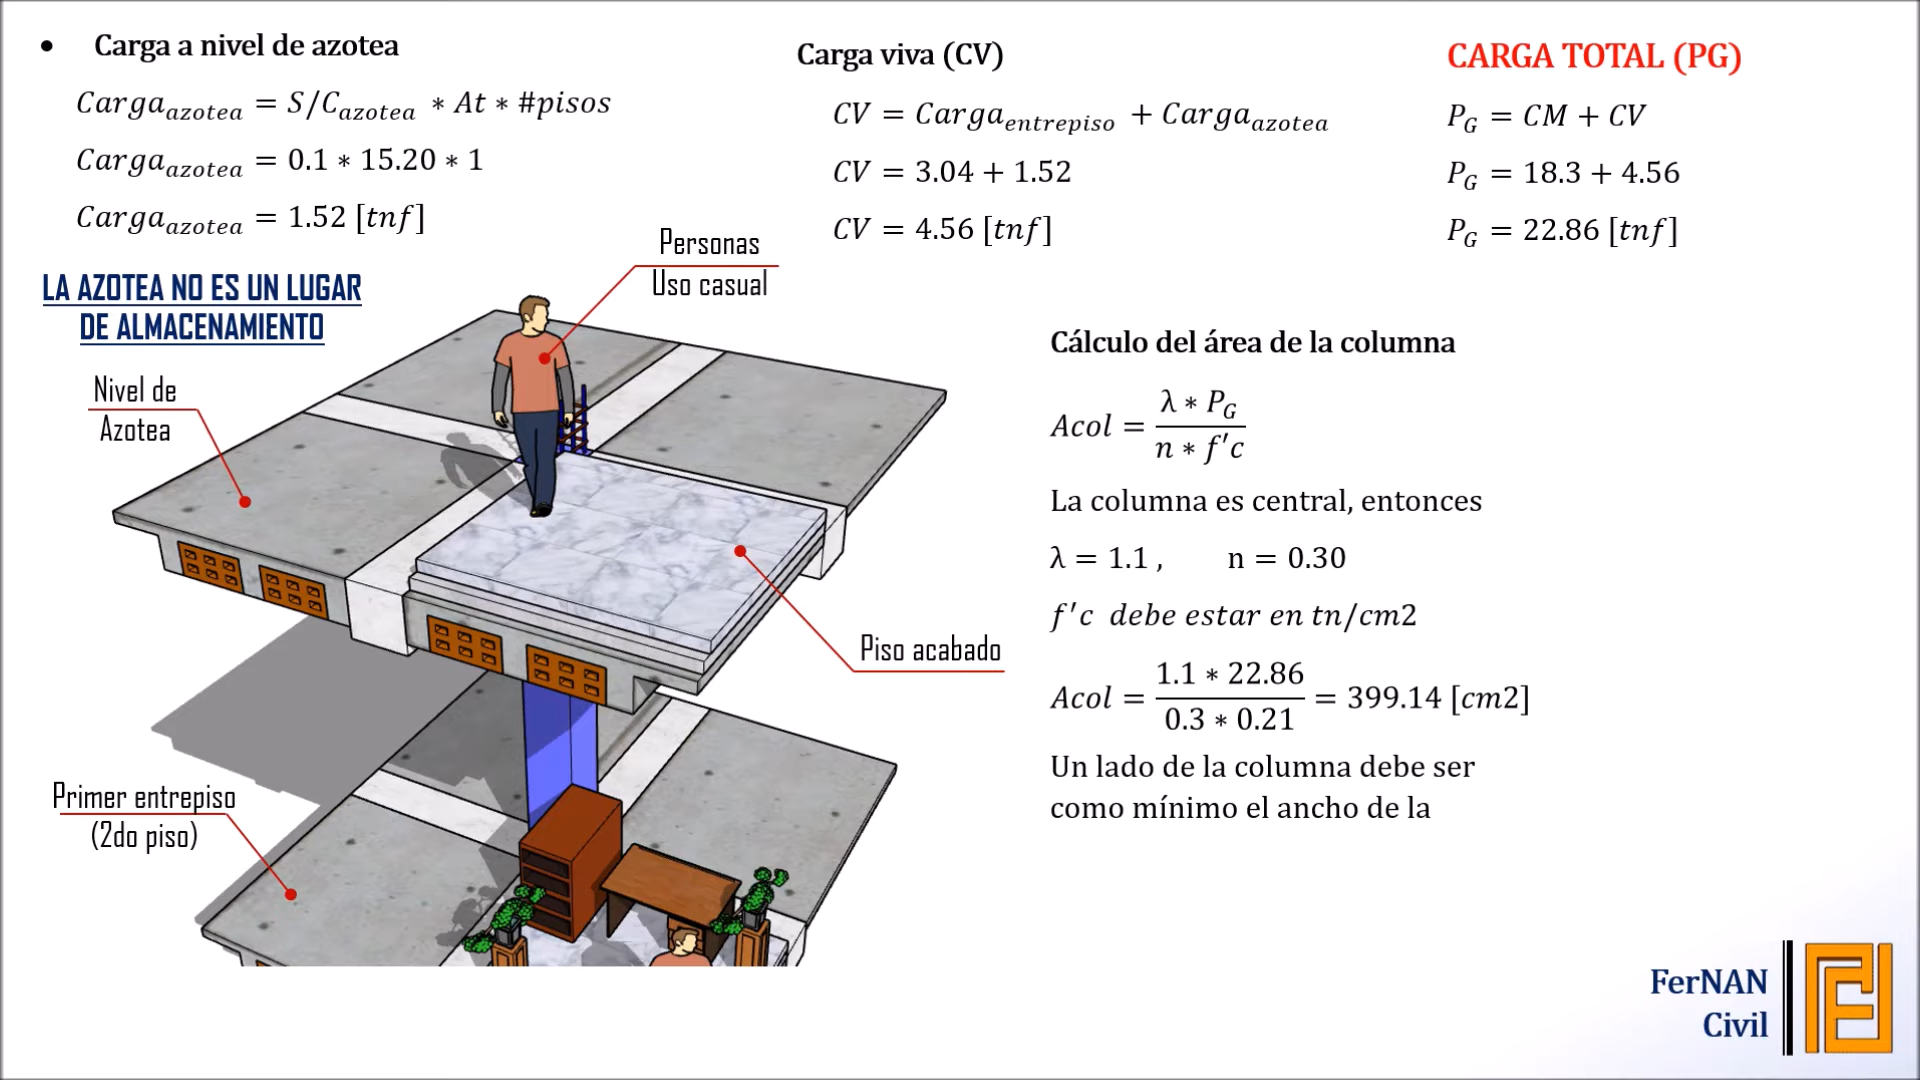 • Carga a nivel de azotea
Carga_azotea = S/C_azotea * At * #pisos
Carga_azotea = 0.1 * 15.20 * 1
Carga_azotea = 1.52 [tnf]
Carga viva (CV)
CV = Carga_entrepiso + Carga_azotea
CV = 3.04 + 1.52
CV = 4.56 [tnf]
CARGA TOTAL (PG)
P_G = CM + CV
P_G = 18.3 + 4.56
P_G = 22.86 [tnf]
LA AZOTEA NO ES UN LUGAR
DE ALMACENAMIENTO
Personas
Uso casual
Nivel de
Azotea
Piso acabado
Primer entrepiso
(2do piso)
Cálculo del área de la columna
Acol = λ * P_G / n * f'c
La columna es central, entonces
λ = 1.1 , n = 0.30
f'c debe estar en tn/cm2
Acol = 1.1 * 22.86 / 0.3 * 0.21 = 399.14 [cm2]
Un lado de la columna debe ser
como mínimo el ancho de la
FerNAN
Civil